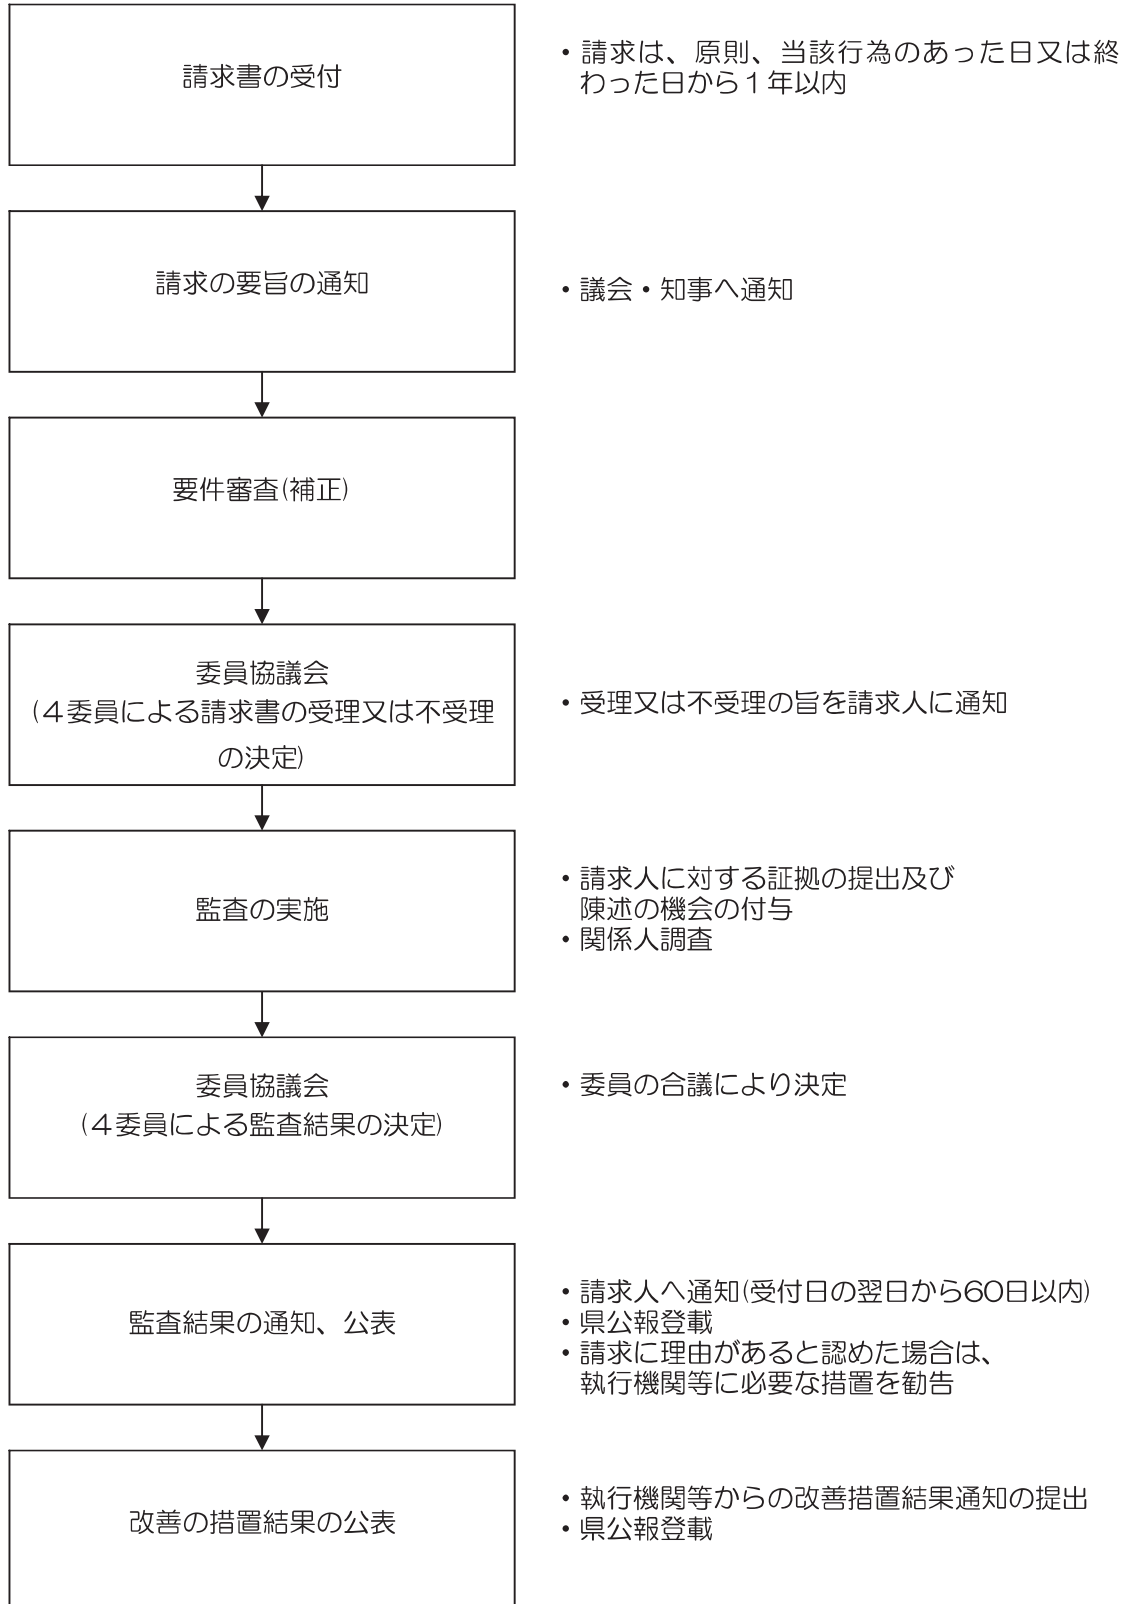 請求書の受付
・請求は、原則、当該行為のあった日又は終
わった日から１年以内
請求の要旨の通知
・議会・知事へ通知
要件審査(補正)
委員協議会
(４委員による請求書の受理又は不受理
の決定)
・受理又は不受理の旨を請求人に通知
監査の実施
・請求人に対する証拠の提出及び
陳述の機会の付与
・関係人調査
委員協議会
(４委員による監査結果の決定)
・委員の合議により決定
監査結果の通知、公表
・請求人へ通知(受付日の翌日から60日以内)
・県公報登載
・請求に理由があると認めた場合は、
執行機関等に必要な措置を勧告
改善の措置結果の公表
・執行機関等からの改善措置結果通知の提出
・県公報登載